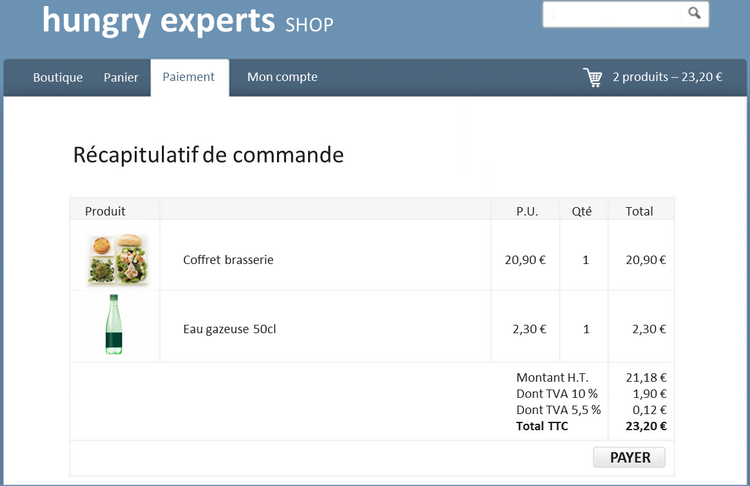 hungry experts SHOP
Boutique Panier Paiement Mon compte 2 produits – 23,20 €
Récapitulatif de commande
Produit P.U. Qté Total
Coffret brasserie 20,90 € 1 20,90 €
Eau gazeuse 50cl 2,30 € 1 2,30 €
Montant H.T. 21,18 €
Dont TVA 10 % 1,90 €
Dont TVA 5,5 % 0,12 €
Total TTC 23,20 €
PAYER